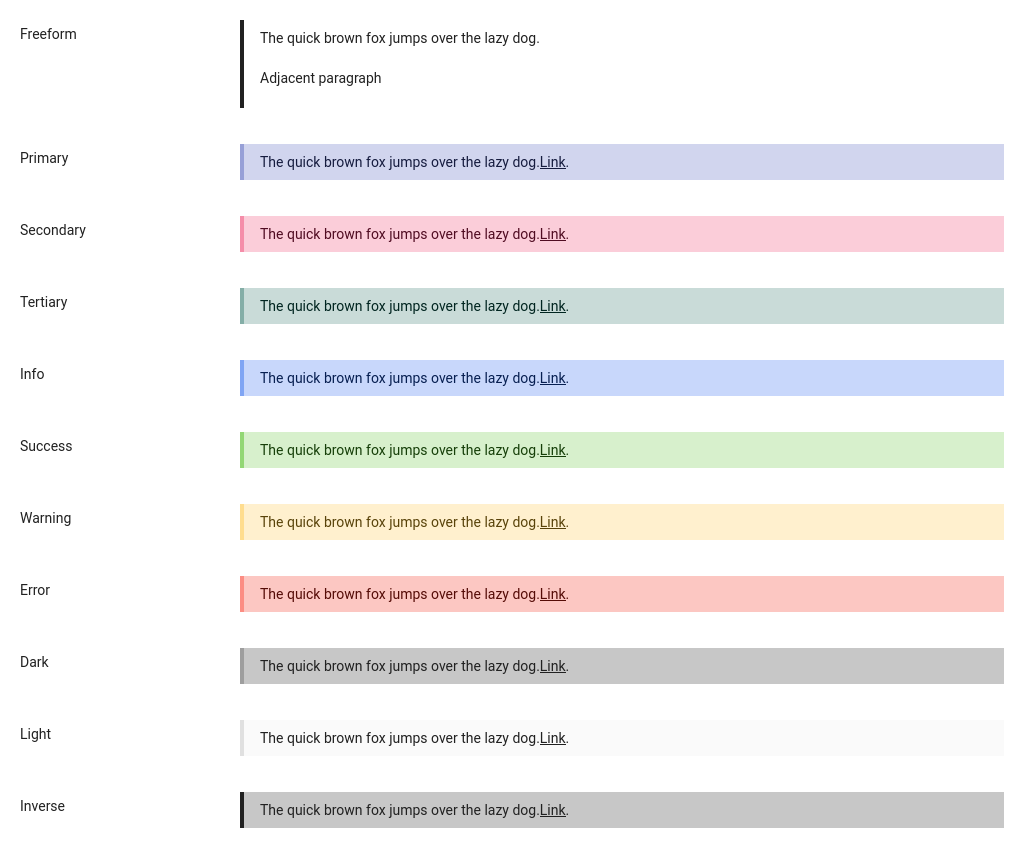 Freeform
The quick brown fox jumps over the lazy dog.
Adjacent paragraph
Primary
The quick brown fox jumps over the lazy dog.Link.
Secondary
The quick brown fox jumps over the lazy dog.Link.
Tertiary
The quick brown fox jumps over the lazy dog.Link.
Info
The quick brown fox jumps over the lazy dog.Link.
Success
The quick brown fox jumps over the lazy dog.Link.
Warning
The quick brown fox jumps over the lazy dog.Link.
Error
The quick brown fox jumps over the lazy dog.Link.
Dark
The quick brown fox jumps over the lazy dog.Link.
Light
The quick brown fox jumps over the lazy dog.Link.
Inverse
The quick brown fox jumps over the lazy dog.Link.